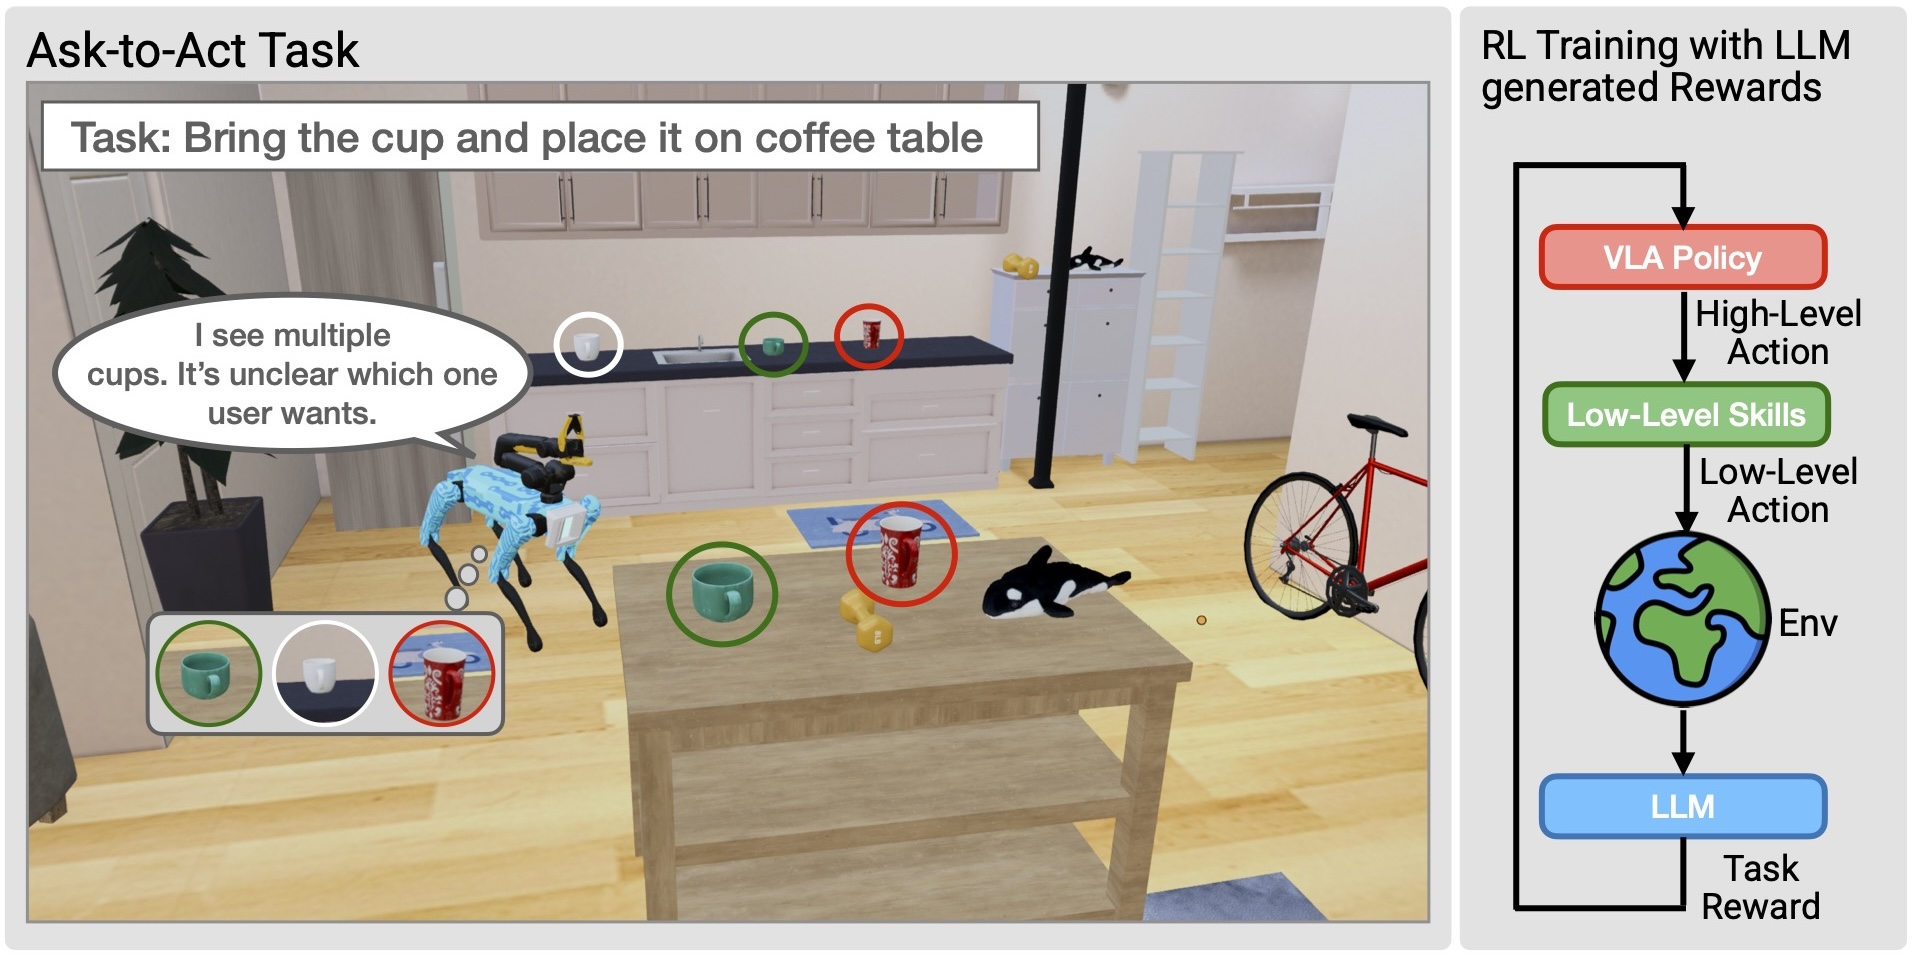 Ask-to-Act Task
Task: Bring the cup and place it on coffee table
I see multiple
cups. It's unclear which one
user wants.
RL Training with LLM
generated Rewards
VLA Policy
High-Level
Action
Low-Level Skills
Low-Level
Action
Env
LLM
Task
Reward